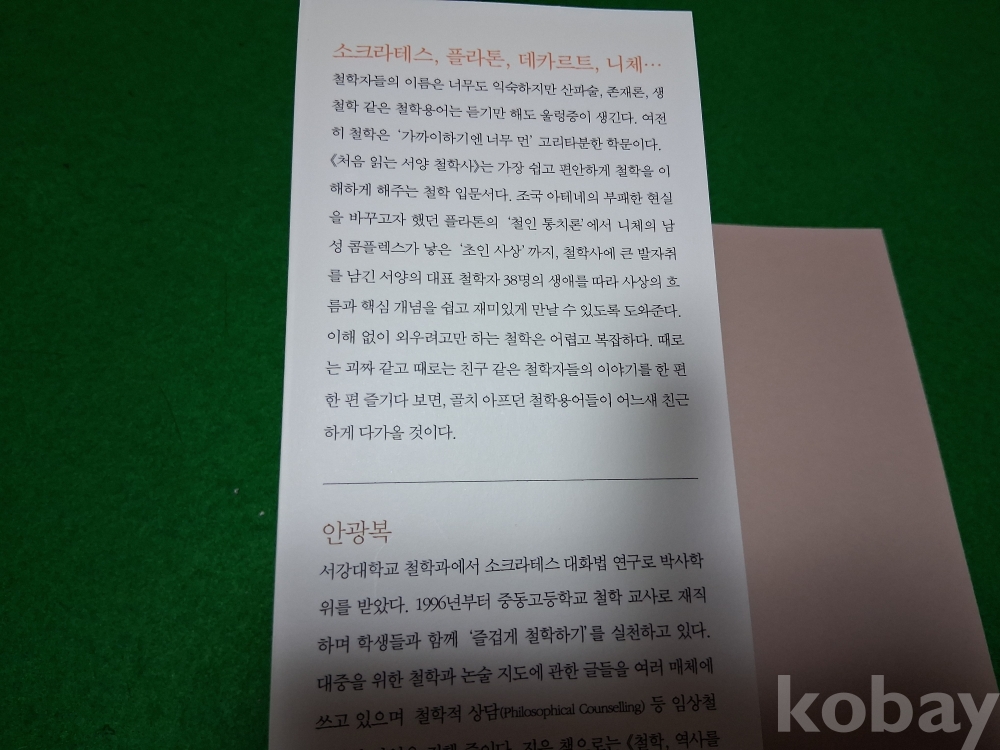 소크라테스, 플라톤, 데카르트, 니체…
철학자들의 이름은 너무도 익숙하지만 산파술, 존재론, 생
철학 같은 철학용어는 듣기만 해도 울렁증이 생긴다. 여전
히 철학은 ‘가까이하기엔 너무 먼’ 고리타분한 학문이다.
《처음 읽는 서양 철학사》는 가장 쉽고 편안하게 철학을 이
해하게 해주는 철학 입문서다. 조국 아테네의 부패한 현실
을 바꾸고자 했던 플라톤의 ‘철인 통치론’에서 니체의 남
성 콤플렉스가 낳은 ‘초인 사상’까지, 철학사에 큰 발자취
를 남긴 서양의 대표 철학자 38명의 생애를 따라 사상의 흐
름과 핵심 개념을 쉽고 재미있게 만날 수 있도록 도와준다.
이해 없이 외우려고만 하는 철학은 어렵고 복잡하다. 때로
는 괴짜 같고 때로는 친구 같은 철학자들의 이야기를 한 편
한 편 즐기다 보면, 골치 아프던 철학용어들이 어느새 친근
하게 다가올 것이다.
안광복
서강대학교 철학과에서 소크라테스 대화법 연구로 박사학
위를 받았다. 1996년부터 중동고등학교 철학 교사로 재직
하며 학생들과 함께 ‘즐겁게 철학하기’를 실천하고 있다.
대중을 위한 철학과 논술 지도에 관한 글들을 여러 매체에
쓰고 있으며 철학적 상담(Philosophical Counselling) 등 임상철
지은 책으로는 《철학, 역사를
kobay